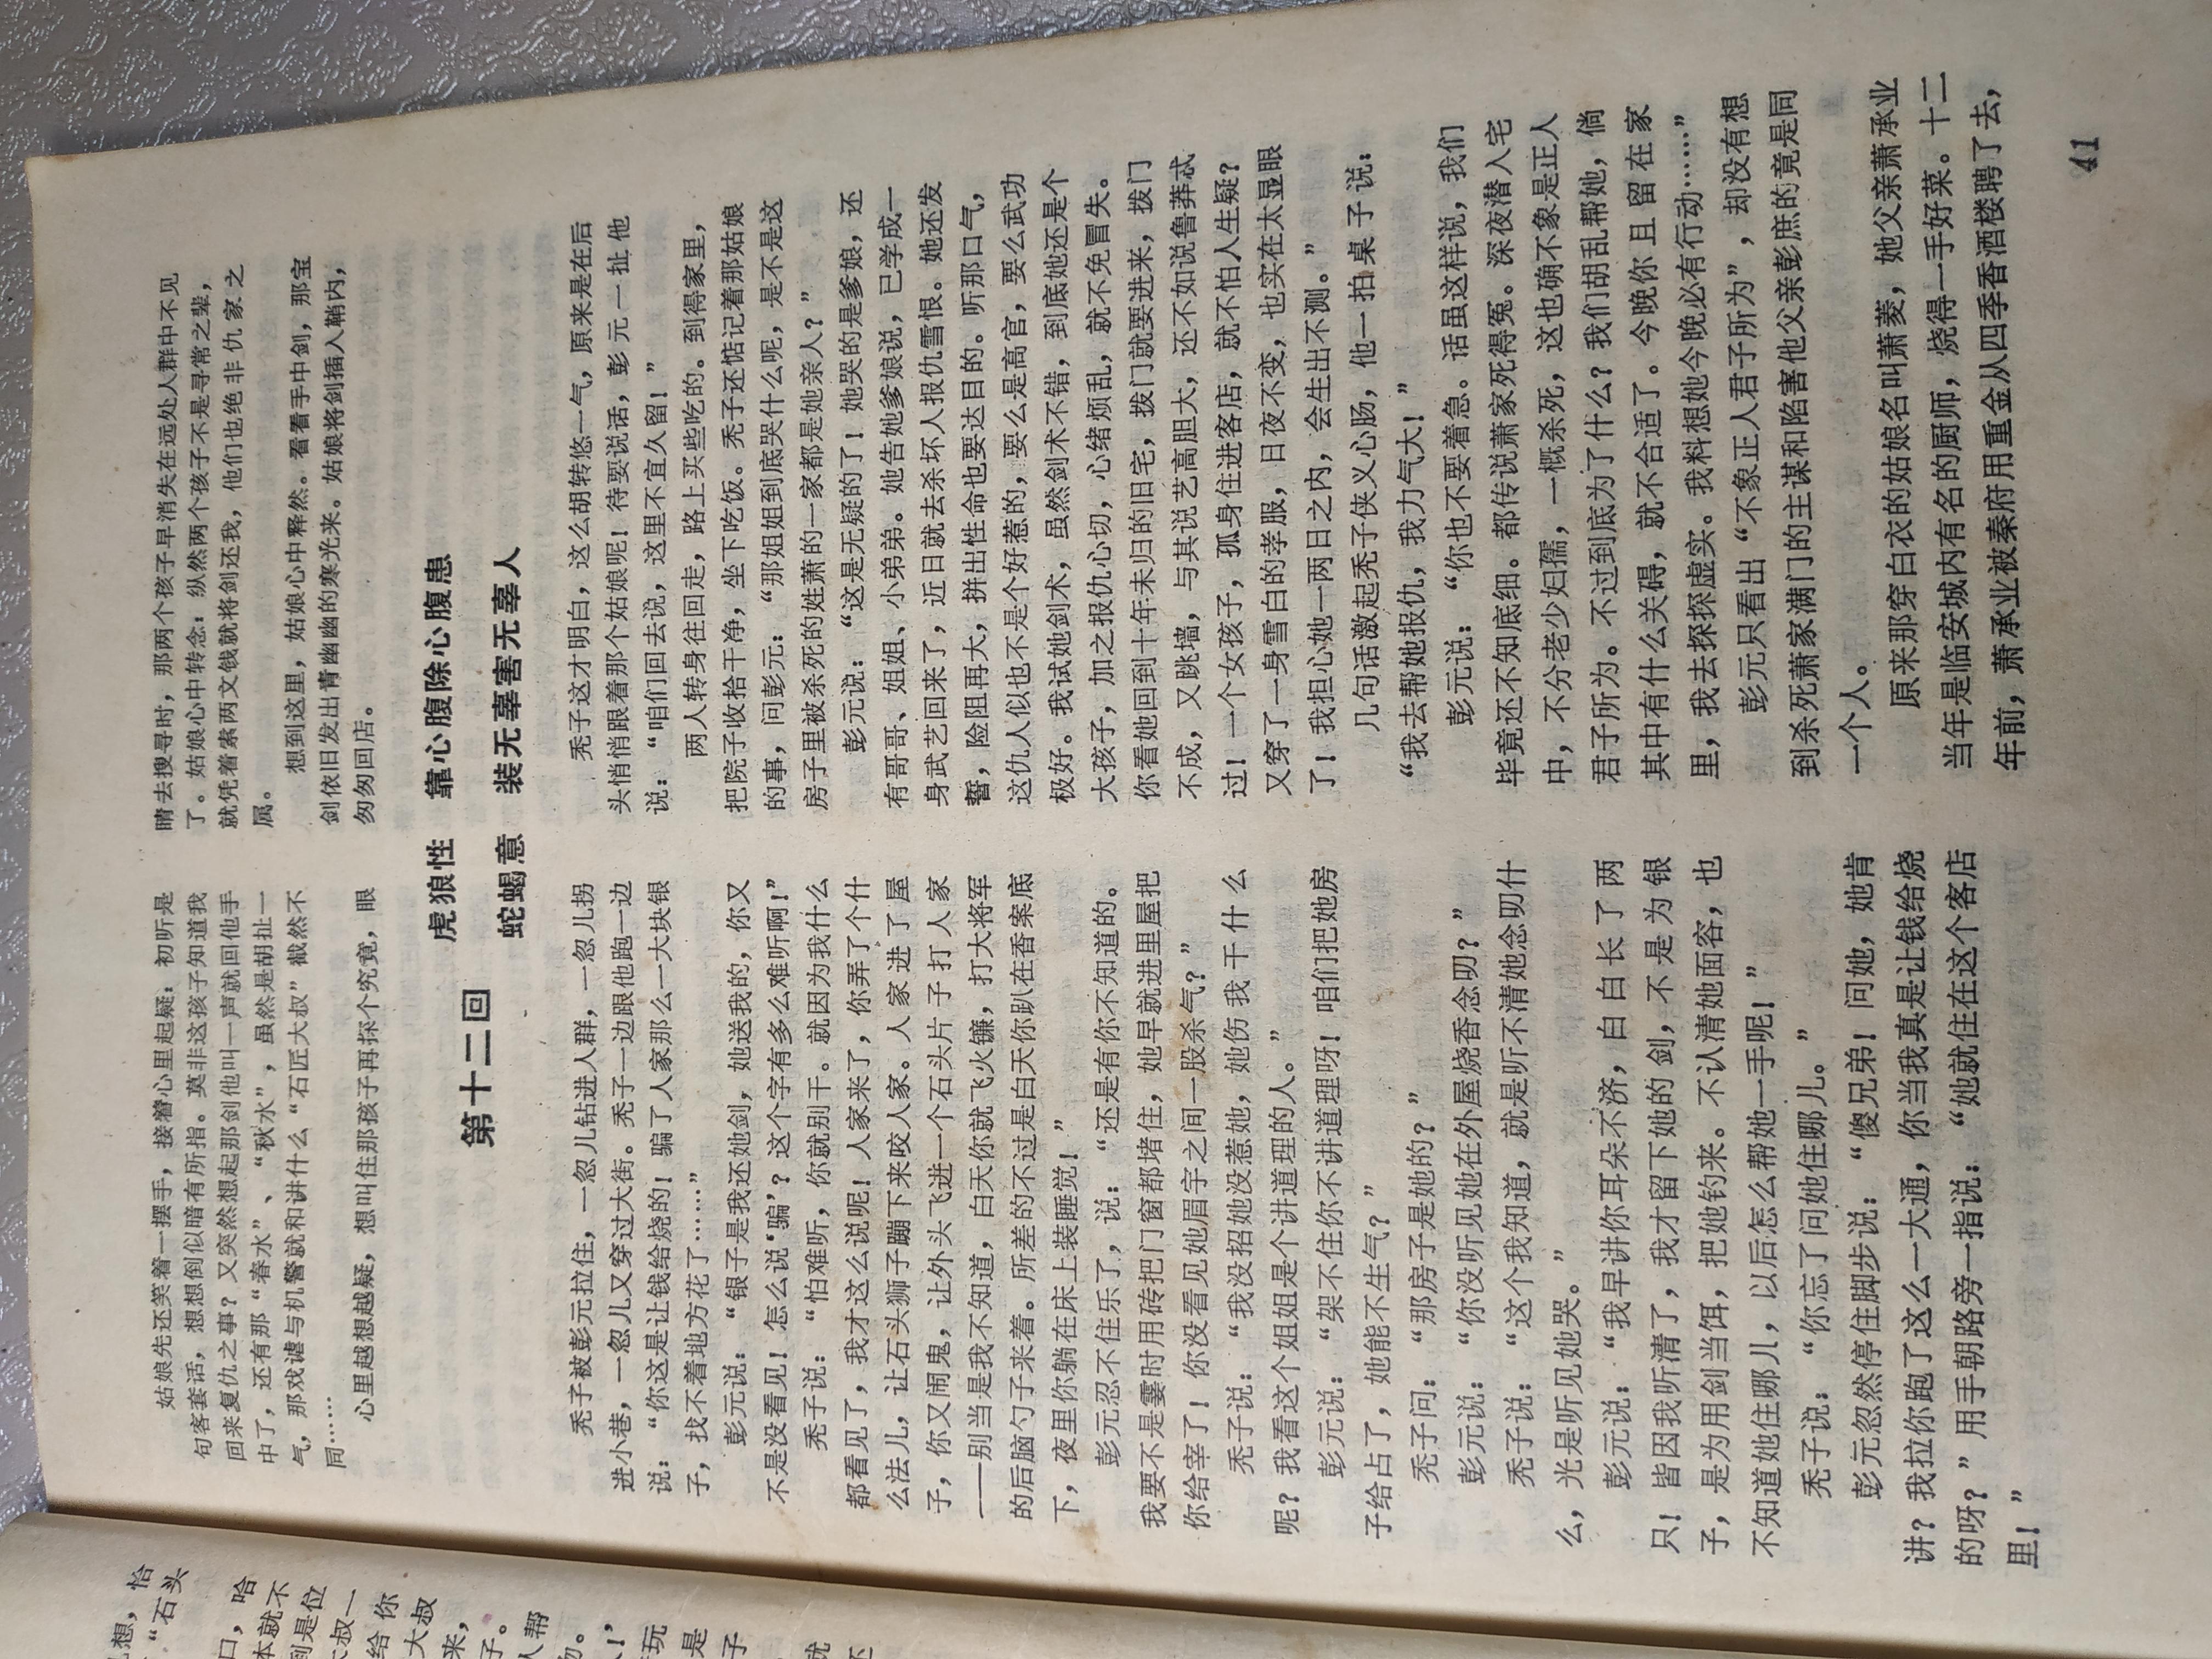 姑娘先还笑着一摆手，接着心里起疑：初听是
句客套话，想想倒似暗有所指。莫非这孩子知道我
回来复仇之事？又突然想起那剑他叫一声就回他手
中了，还有那“春水”、“秋水”，虽然是胡扯一
气，那戏谑与机警就和讲什么“石匠大叔”截然不
同……
心里越想越疑，想叫住那孩子再探个究竟，眼
睛去搜寻时，那两个孩子早消失在远处人群中不见
了。姑娘心中转念：纵然两个孩子不是寻常之辈，
就凭着索两文钱就将剑还我，他们也绝非仇家之
属。
想到这里，姑娘心中释然。看看手中剑，那宝
剑依旧发出青幽幽的寒光来。姑娘将剑插入鞘内，
匆匆回店。
第十二回
虎狼性 靠心腹除心腹患
蛇蝎意 装无辜害无辜人
秃子被彭元拉住，一忽儿钻进人群，一忽儿拐
进小巷，一忽儿又穿过大街。秃子一边跟他跑一边
说：“你这是让钱给烧的！骗了人家那么一大块银
子，找不着地方花了……”
彭元说：“银子是我还她剑，她送我的，你又
不是没看见！怎么说‘骗’？这个字有多么难听啊！”
秃子说：“怕难听，你就别干。就因为我什么
都看见了，我才这么说呢！人家来了，你弄了个什
么法儿，让石头狮子蹦下来咬人家。人家进了屋
子，你又闹鬼，让外头飞进一个石头片子打人家
——别当是我不知道，白天你就飞火镰，打大将军
的后脑勺子来着。所差的不过是白天你趴在香案底
下，夜里你躺在床上装睡觉！”
彭元忍不住乐了，说：“还是有你不知道的。
我要不是霎时用砖把门窗都堵住，她早就进里屋把
你给宰了！你没看见她眉宇之间一股杀气？”
秃子说：“我没招她没惹她，她伤我干什么
呢？我看这个姐姐是个讲道理的人。”
彭元说：“架不住你不讲道理呀！咱们把她房
子给占了，她能不生气？”
秃子问：“那房子是她的？”
彭元说：“你没听见她在外屋烧香念叨？”
秃子说：“这个我知道，就是听不清她念叨什
么，光是听见她哭。”
彭元说：“我早讲你耳朵不济，白白长了两
只！皆因我听清了，我才留下她的剑，不是为银
子，是为用剑当饵，把她钓来。不认清她面容，也
不知道她住哪儿，以后怎么帮她一手呢！”
秃子说：“你忘了问她住哪儿。”
彭元忽然停住脚步说：“傻兄弟！问她，她肯
讲？我拉你跑了这么一大通，你当我真是让钱给烧
的呀？”用手朝路旁一指说：“她就住在这个客店
里！”
秃子这才明白，这么胡转悠一气，原来是在后
头悄悄跟着那个姑娘呢！待要说话，彭元一扯他
说：“咱们回去说，这里不宜久留！”
两人转身往回走，路上买些吃的。到得家里，
把院子收拾干净，坐下吃饭。秃子还惦记着那姑娘
的事，问彭元：“那姐姐到底哭什么呢，是不是这
房子里被杀死的姓萧的一家都是她亲人？”
彭元说：“这是无疑的了！她哭的是爹娘，还
有哥哥、姐姐、小弟弟。她告她爹娘说，已学成一
身武艺回来了，近日就去杀坏人报仇雪恨。她还发
誓，险阻再大，拼出性命也要达目的。听那口气，
这仇人似也不是个好惹的，要么是高官，要么武功
极好。我试她剑术，虽然剑术不错，到底她还是个
大孩子，加之报仇心切，心绪烦乱，就不免冒失。
你看她回到十年未归的旧宅，拨门就要进来，拨门
不成，又跳墙，与其说艺高胆大，还不如说鲁莽忒
过！一个女孩子，孤身住进客店，就不怕人生疑？
又穿了一身雪白的孝服，日夜不变，也实在太显眼
了！我担心她一两日之内，会生出不测。”
几句话激起秃子侠义心肠，他一拍桌子说：
“我去帮她报仇，我力气大！”
彭元说：“你也不要着急。话虽这样说，我们
毕竟还不知底细。都传说萧家死得冤。深夜潜入宅
中，不分老少妇孺，一概杀死，这也确不象是正人
君子所为。不过到底为了什么？我们胡乱帮她，倘
其中有什么关碍，就不合适了。今晚你且留在家
里，我去探探虚实。我料想她今晚必有行动……”
彭元只看出“不象正人君子所为”，却没有想
到杀死萧家满门的主谋和陷害他父亲彭庶的竟是同
一个人。
原来那穿白衣的姑娘名叫萧菱，她父亲萧承业
当年是临安城内有名的厨师，烧得一手好菜。十二
年前，萧承业被秦府用重金从四季香酒楼聘了去，
41